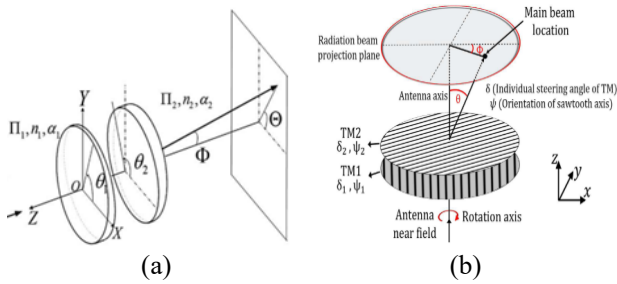 Y
Π₁, n₁, α₁
Π₂, n₂, α₂
Θ
Φ
θ₂
θ₁
O
Z
X
(a)
Main beam
location
Radiation beam
projection plane
ϕ
Antenna axis
θ
δ (Individual steering angle of TM)
ψ (Orientation of sawtooth axis)
TM2
δ₂, ψ₂
TM1
δ₁, ψ₁
z
y
x
Antenna
near field
Rotation axis
(b)